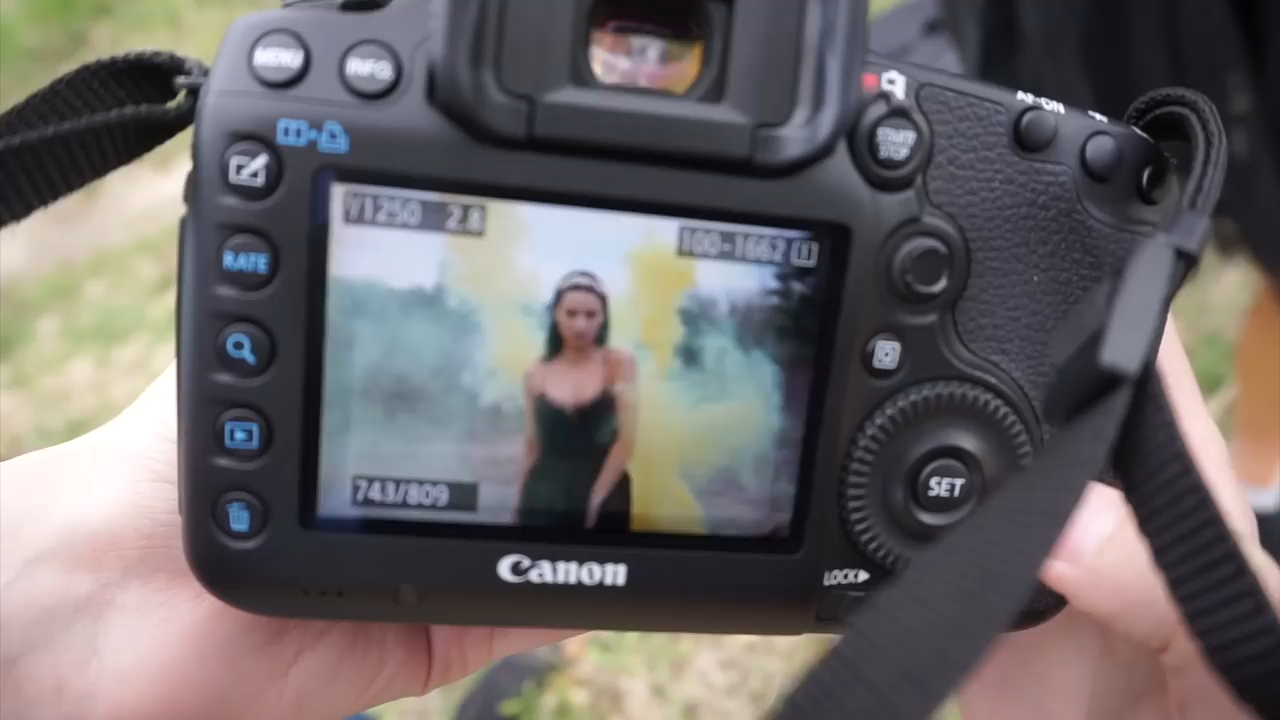 MENU
INFO
START
STOP
AF-ON
1/1250 2.8
100-1662
RATE
743/809
SET
Canon
LOCK